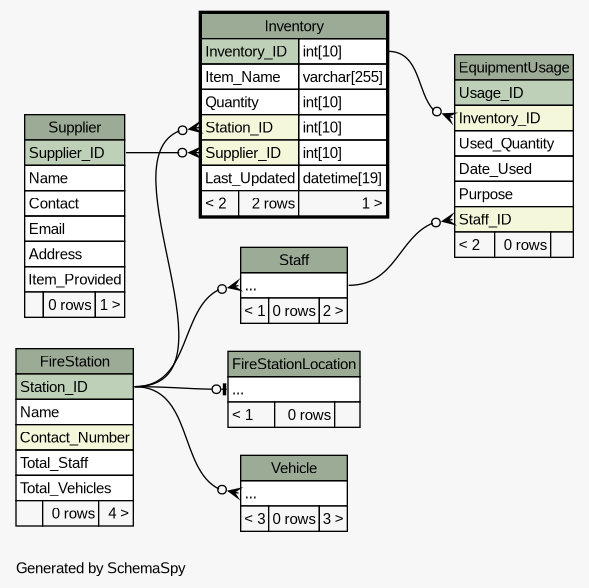 Inventory
Inventory_ID int[10]
Item_Name varchar[255]
Quantity int[10]
Station_ID int[10]
Supplier_ID int[10]
Last_Updated datetime[19]
< 2 2 rows 1 >
EquipmentUsage
Usage_ID
Inventory_ID
Used_Quantity
Date_Used
Purpose
Staff_ID
< 2 0 rows
Supplier
Supplier_ID
Name
Contact
Email
Address
Item_Provided
0 rows 1 >
Staff
...
< 1 0 rows 2 >
FireStation
Station_ID
Name
Contact_Number
Total_Staff
Total_Vehicles
0 rows 4 >
FireStationLocation
...
< 1 0 rows
Vehicle
...
< 3 0 rows 3 >
Generated by SchemaSpy